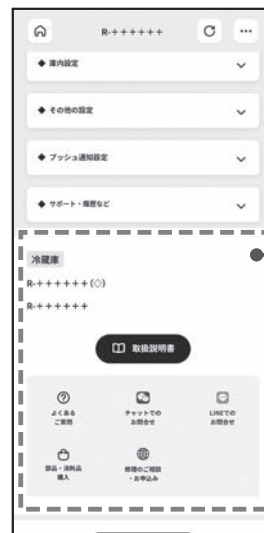 R-++++++
◆ 庫内設定
◆ その他の設定
◆ プッシュ通知設定
◆ サポート・履歴など
冷蔵庫
R-++++++(◇)
R-++++++
取扱説明書
よくある
ご質問
チャットでの
お問合せ
LINEでの
お問合せ
部品・消耗品
購入
修理のご相談
・お申込み